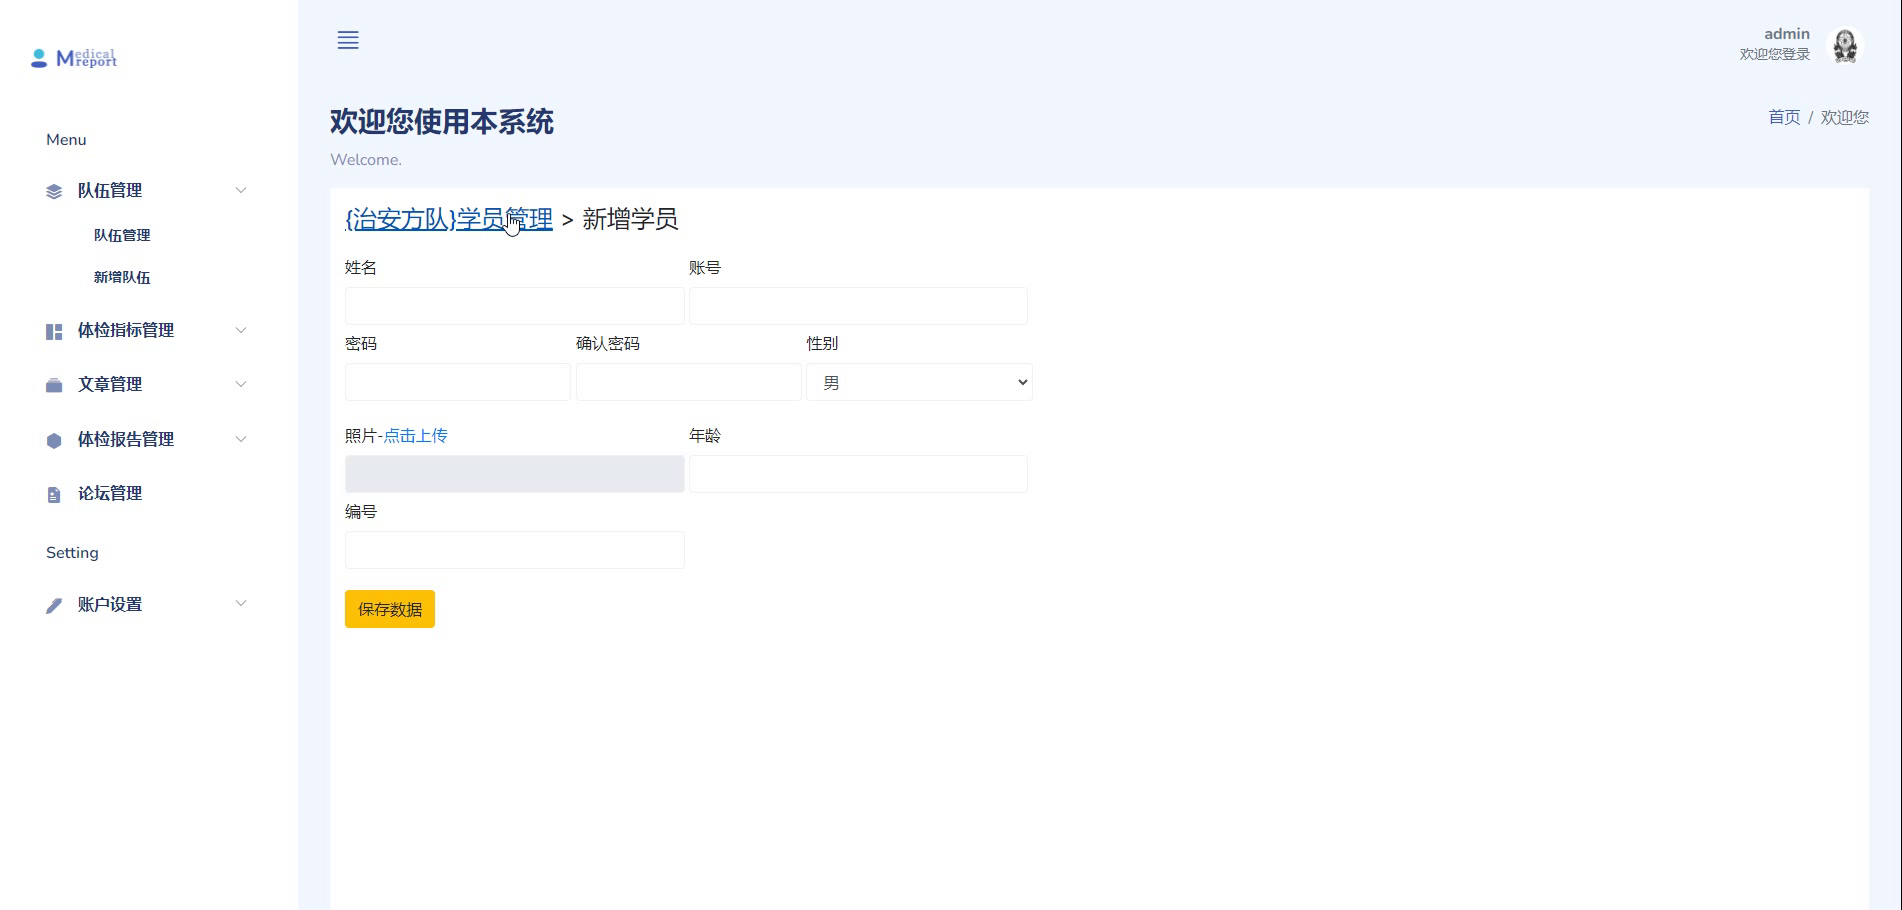 Medical
report
admin
欢迎您登录
Menu
队伍管理
队伍管理
新增队伍
体检指标管理
文章管理
体检报告管理
论坛管理
Setting
账户设置
欢迎您使用本系统
Welcome.
首页 / 欢迎您
{治安方队}学员管理 > 新增学员
姓名 账号
密码 确认密码 性别
男
照片-点击上传 年龄
编号
保存数据